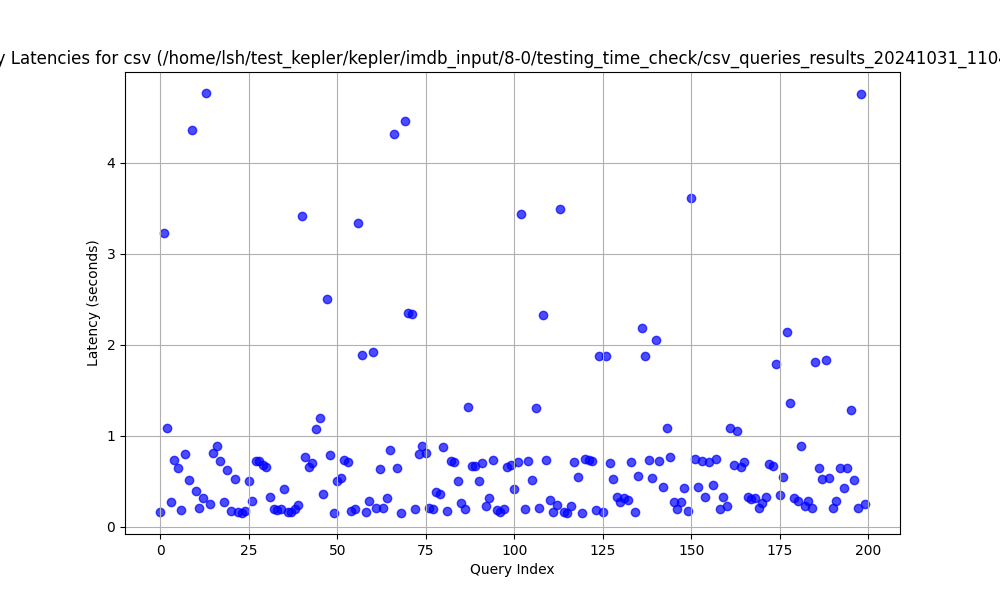 y Latencies for csv (/home/lsh/test_kepler/kepler/imdb_input/8-0/testing_time_check/csv_queries_results_20241031_1104
Latency (seconds)
4
3
2
1
0
0 25 50 75 100 125 150 175 200
Query Index